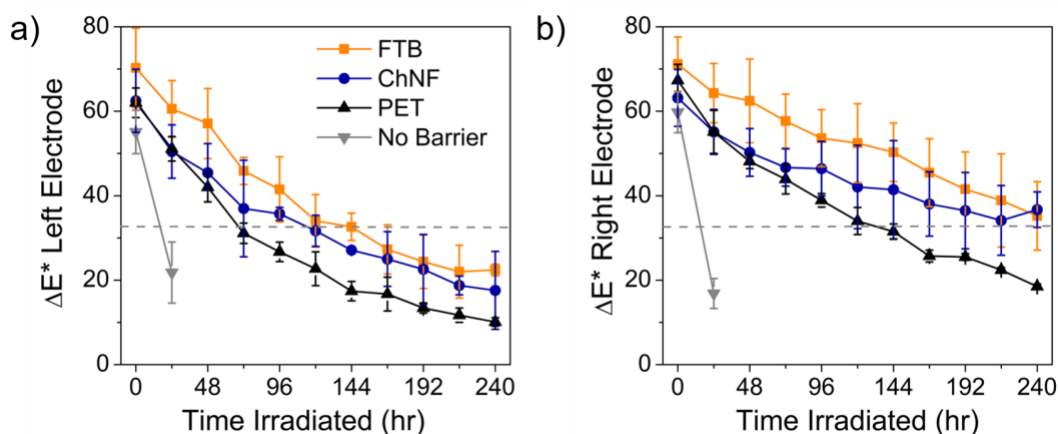 a)
80
60
40
20
0
ΔE* Left Electrode
FTB
ChNF
PET
No Barrier
0 48 96 144 192 240
Time Irradiated (hr)
b)
80
60
40
20
0
ΔE* Right Electrode
0 48 96 144 192 240
Time Irradiated (hr)